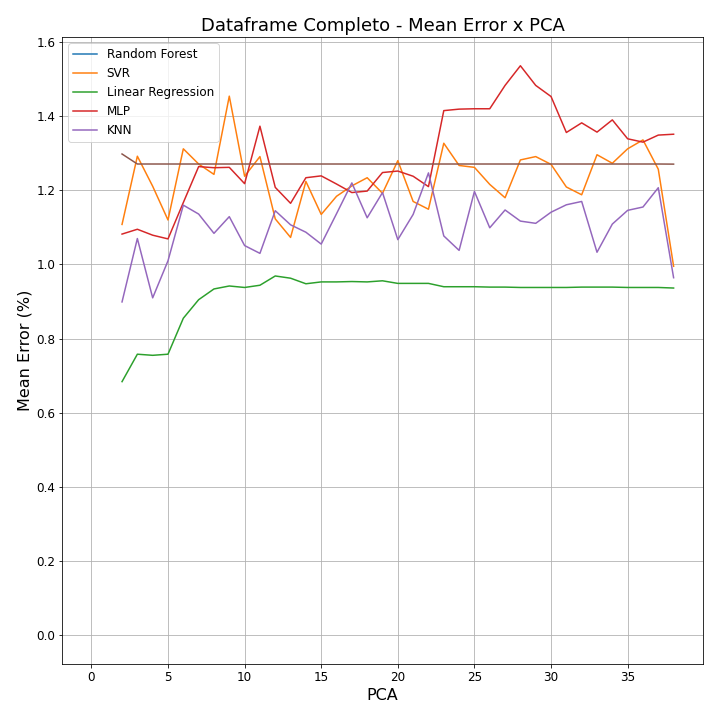 Dataframe Completo - Mean Error x PCA
1.6
Random Forest
SVR
Linear Regression
MLP
KNN
1.4
1.2
1.0
0.8
0.6
0.4
0.2
0.0
Mean Error (%)
0 5 10 15 20 25 30 35
PCA